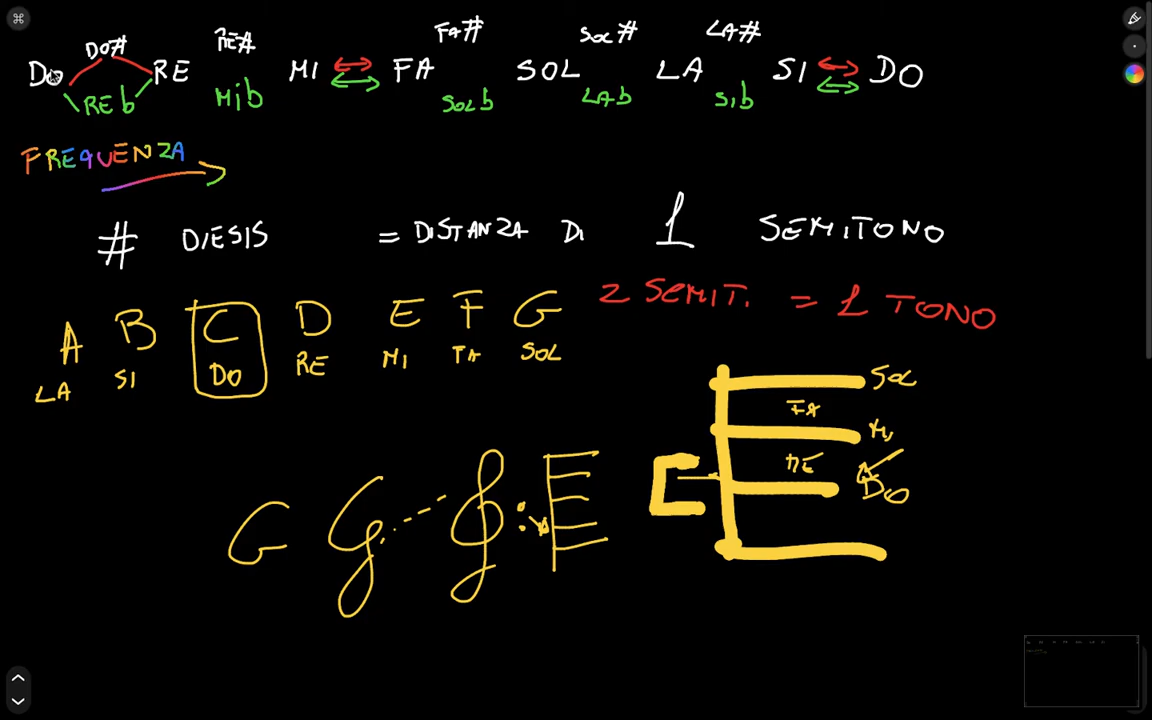 DO# RE# FA# SOL# LA#
DO RE MI FA SOL LA SI DO
REb Mib SOLb LAb Sib
FREQUENZA
# DIESIS = DISTANZA DI 1 SEMITONO
2 SEMIT. = 1 TONO
A B C D E F G
LA SI DO RE MI FA SOL
SOL
FA
MI
RE
DO
G